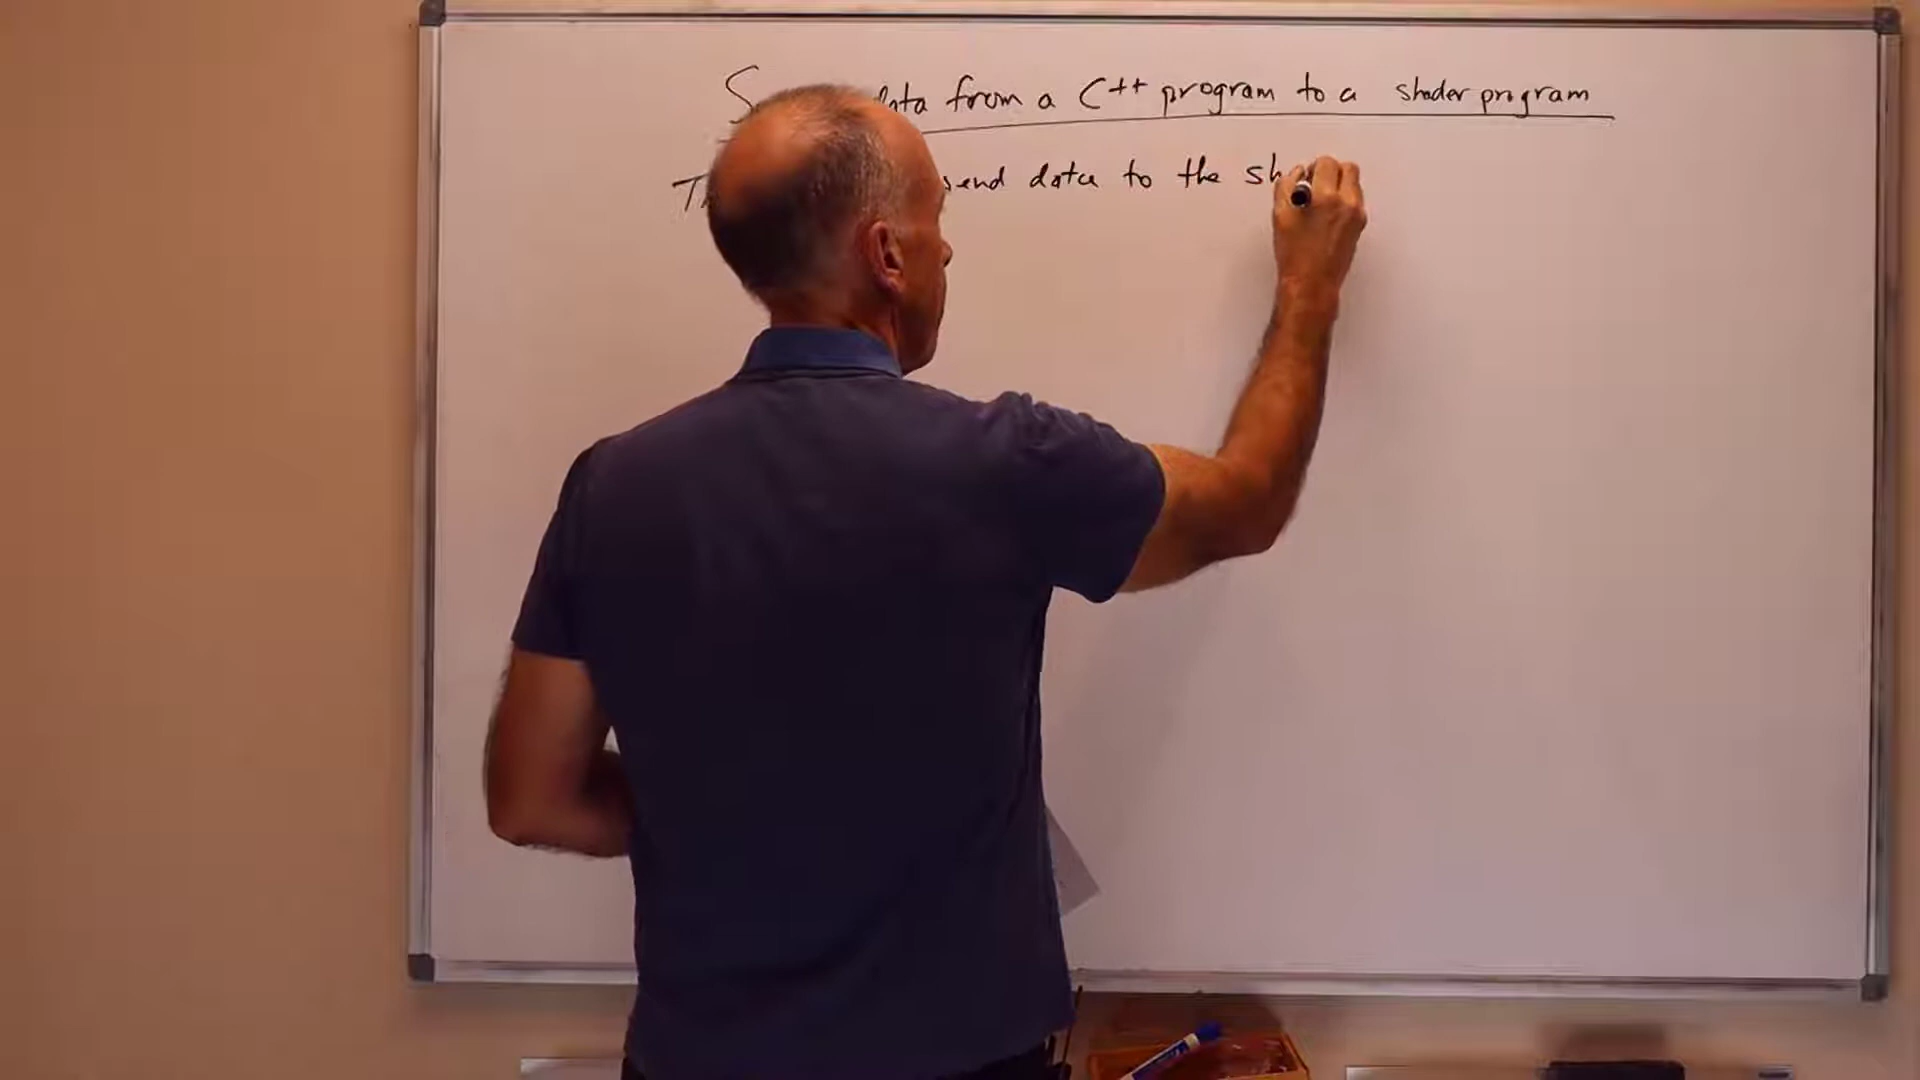 data from a C++ program to a shader program
send data to the sh